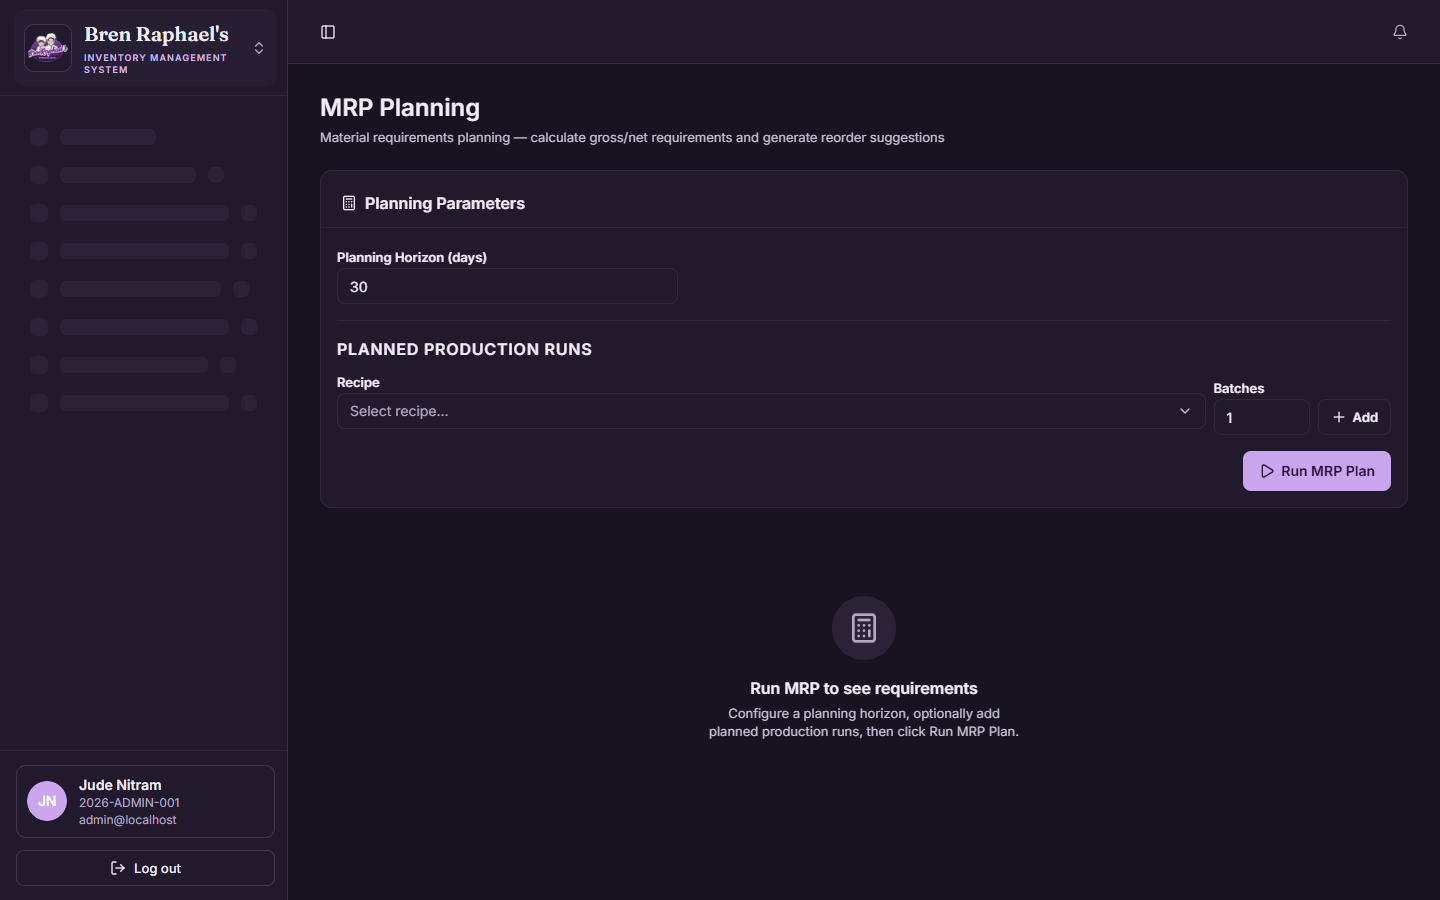 Bren Raphael's
INVENTORY MANAGEMENT
SYSTEM
MRP Planning
Material requirements planning — calculate gross/net requirements and generate reorder suggestions
Planning Parameters
Planning Horizon (days)
30
PLANNED PRODUCTION RUNS
Recipe
Select recipe...
Batches
1
Add
Run MRP Plan
Run MRP to see requirements
Configure a planning horizon, optionally add
planned production runs, then click Run MRP Plan.
JN
Jude Nitram
2026-ADMIN-001
admin@localhost
Log out